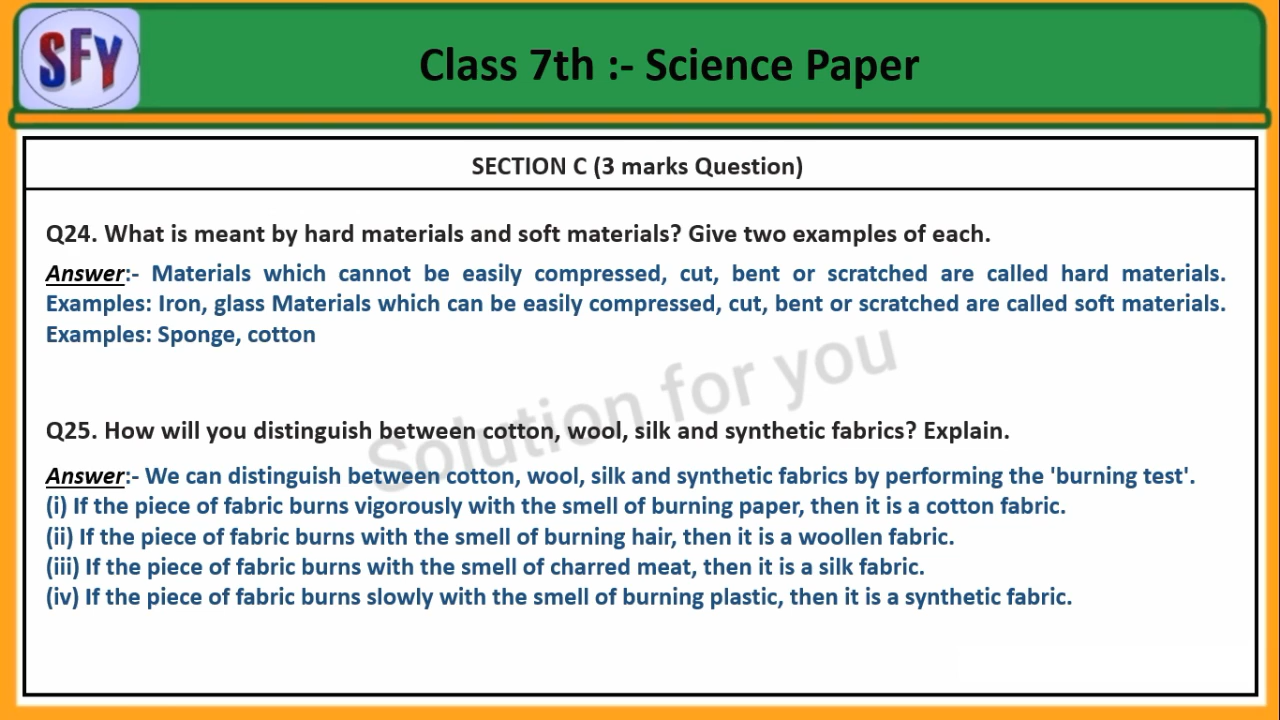 SFY
Class 7th :- Science Paper
SECTION C (3 marks Question)
Q24. What is meant by hard materials and soft materials? Give two examples of each.
Answer:- Materials which cannot be easily compressed, cut, bent or scratched are called hard materials.
Examples: Iron, glass Materials which can be easily compressed, cut, bent or scratched are called soft materials.
Examples: Sponge, cotton
Solution for you
Q25. How will you distinguish between cotton, wool, silk and synthetic fabrics? Explain.
Answer:- We can distinguish between cotton, wool, silk and synthetic fabrics by performing the 'burning test'.
(i) If the piece of fabric burns vigorously with the smell of burning paper, then it is a cotton fabric.
(ii) If the piece of fabric burns with the smell of burning hair, then it is a woollen fabric.
(iii) If the piece of fabric burns with the smell of charred meat, then it is a silk fabric.
(iv) If the piece of fabric burns slowly with the smell of burning plastic, then it is a synthetic fabric.